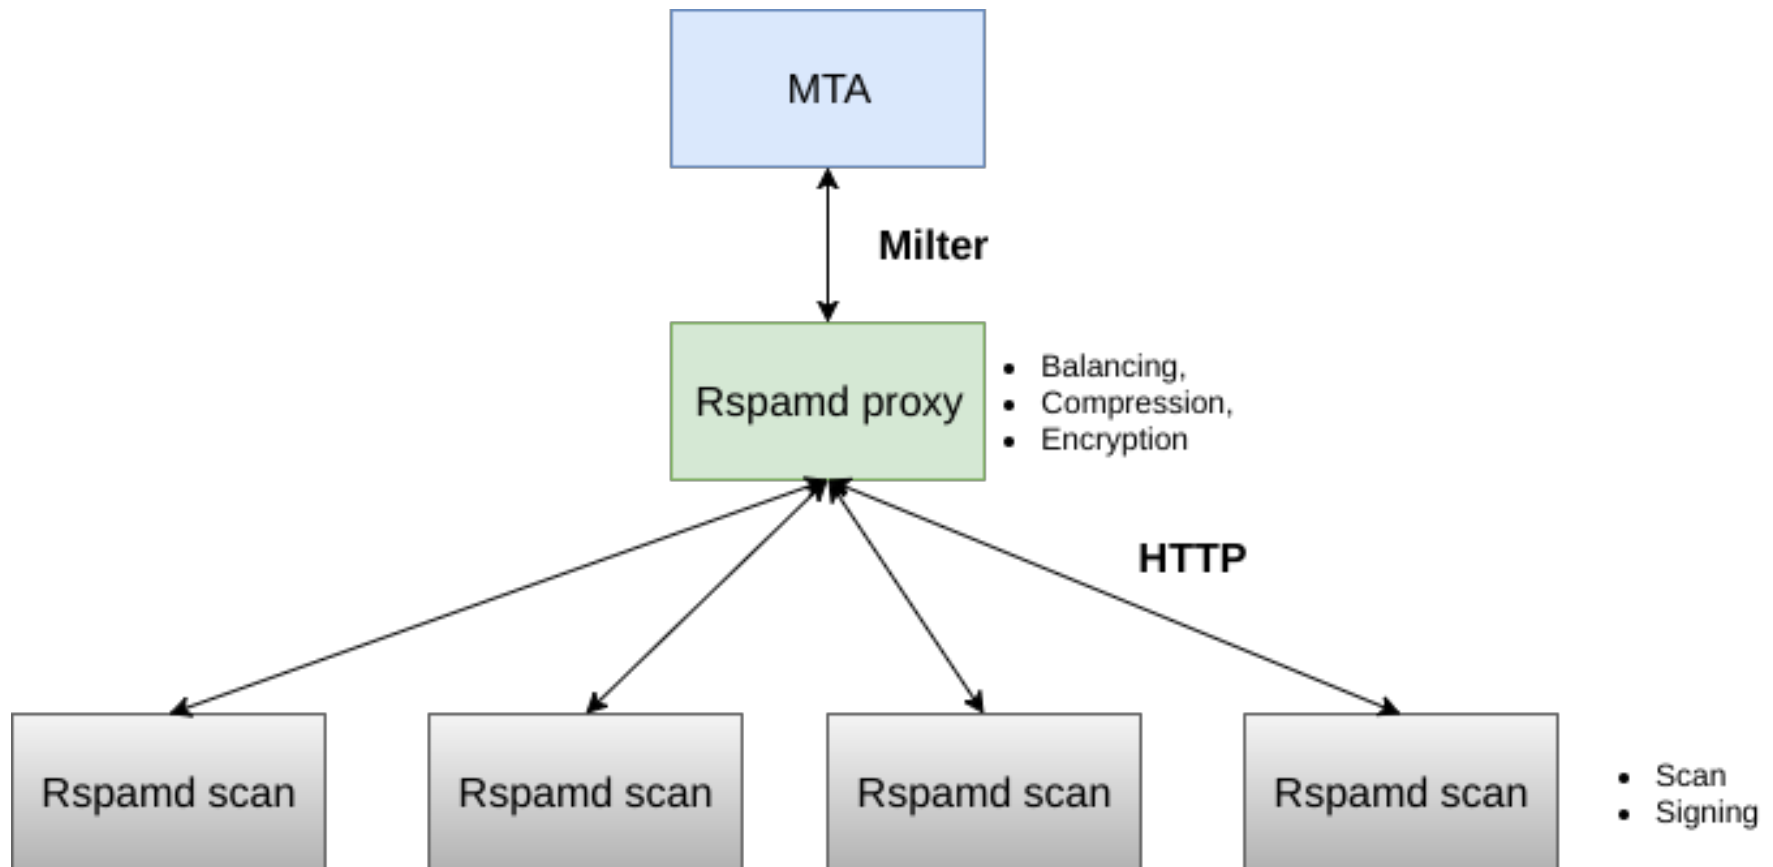 MTA
Milter
Rspamd proxy
• Balancing,
• Compression,
• Encryption
HTTP
Rspamd scan
Rspamd scan
Rspamd scan
Rspamd scan
• Scan
• Signing